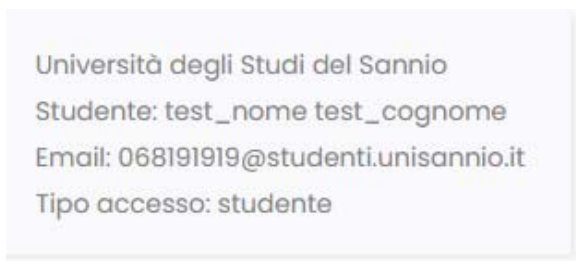 Università degli Studi del Sannio
Studente: test_nome test_cognome
Email: 068191919@studenti.unisannio.it
Tipo accesso: studente